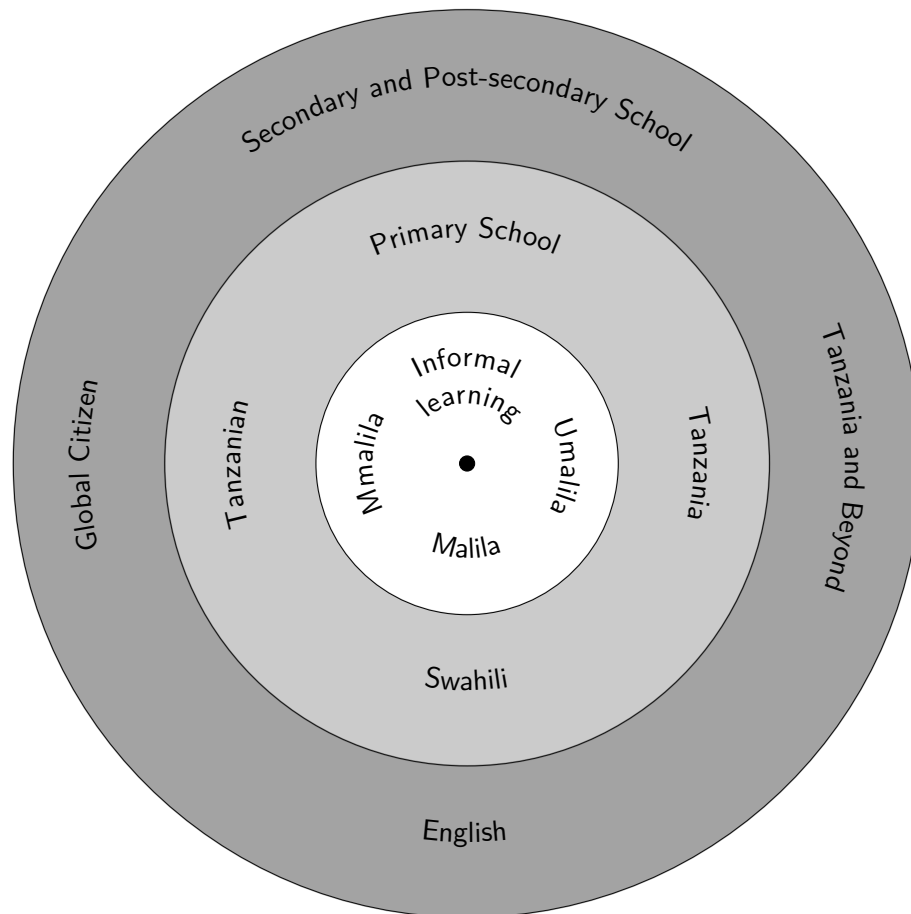 Secondary and Post-secondary School
Primary School
Informal
learning
Global Citizen
Tanzanian
Mmalila
Umalila
Tanzania
Tanzania and Beyond
Malila
Swahili
English